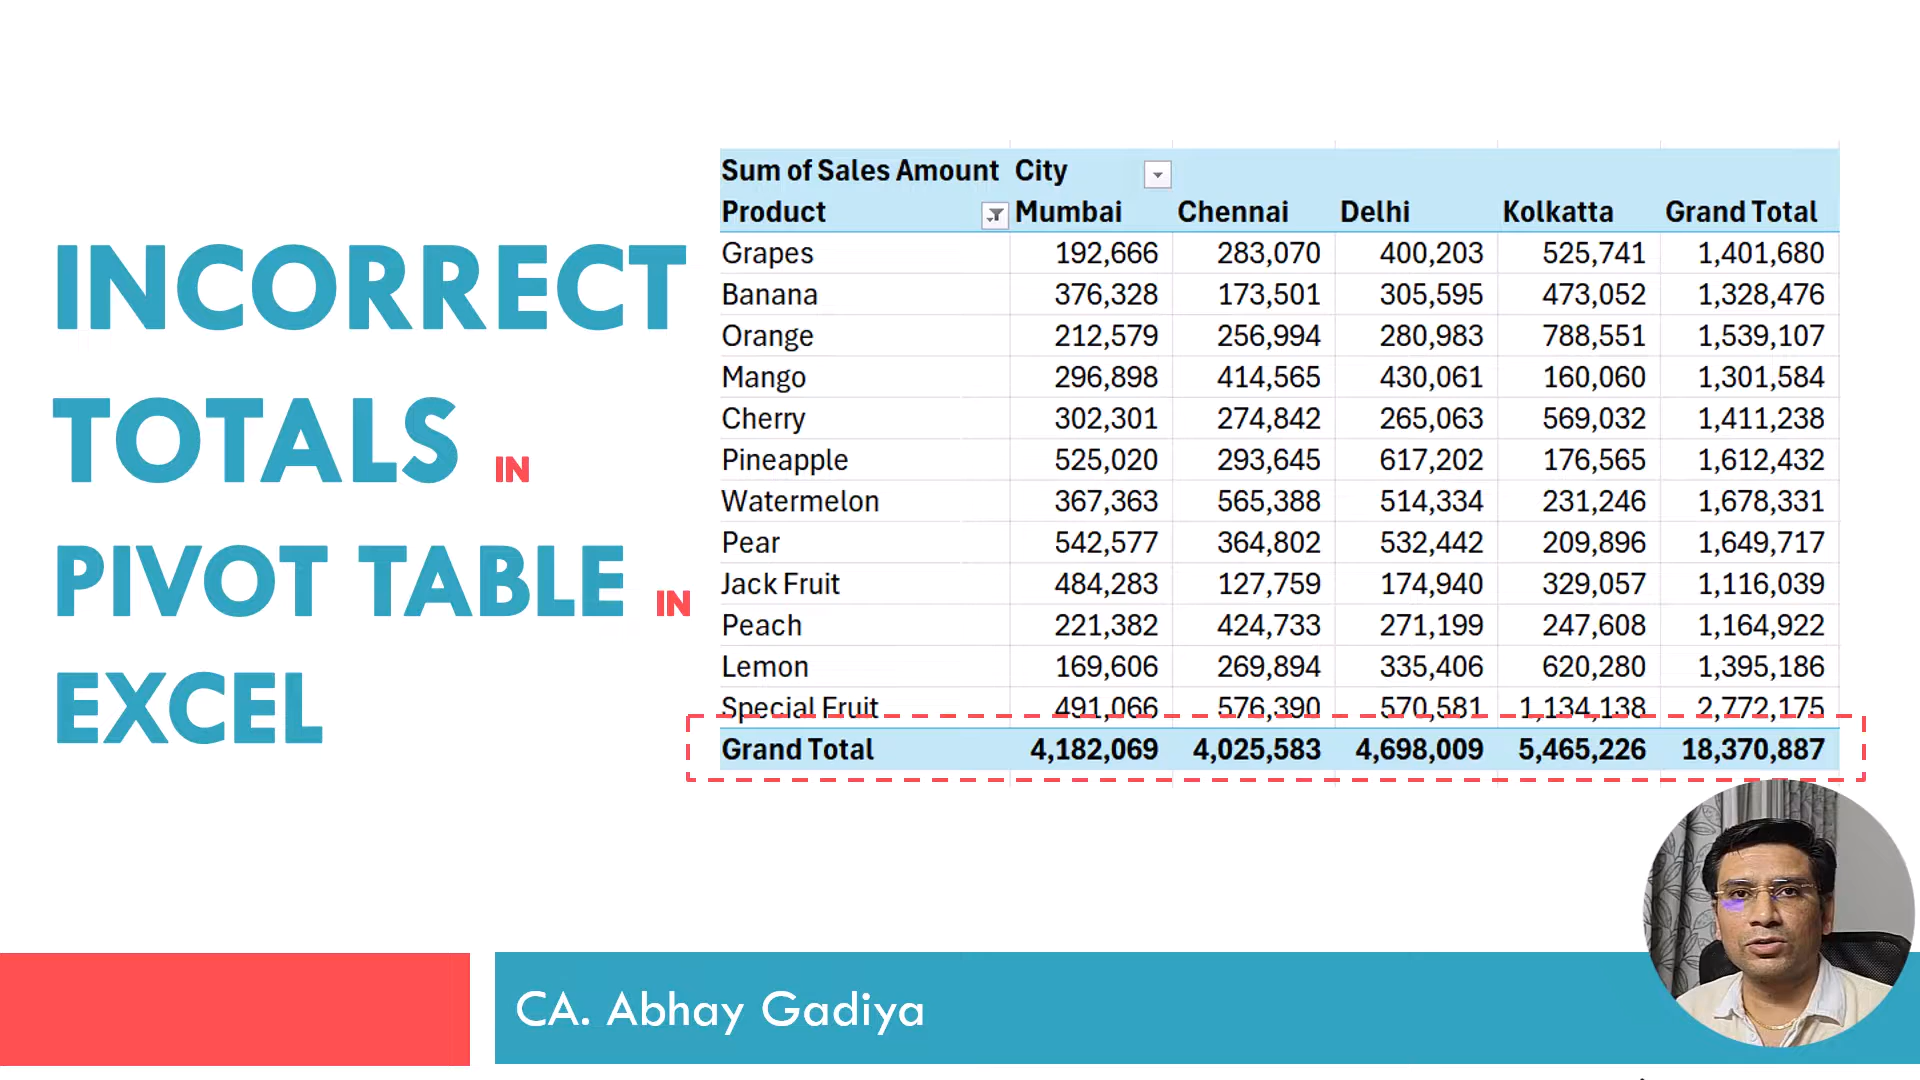 INCORRECT
TOTALS IN
PIVOT TABLE IN
EXCEL
Sum of Sales Amount City
Product Mumbai Chennai Delhi Kolkatta Grand Total
Grapes 192,666 283,070 400,203 525,741 1,401,680
Banana 376,328 173,501 305,595 473,052 1,328,476
Orange 212,579 256,994 280,983 788,551 1,539,107
Mango 296,898 414,565 430,061 160,060 1,301,584
Cherry 302,301 274,842 265,063 569,032 1,411,238
Pineapple 525,020 293,645 617,202 176,565 1,612,432
Watermelon 367,363 565,388 514,334 231,246 1,678,331
Pear 542,577 364,802 532,442 209,896 1,649,717
Jack Fruit 484,283 127,759 174,940 329,057 1,116,039
Peach 221,382 424,733 271,199 247,608 1,164,922
Lemon 169,606 269,894 335,406 620,280 1,395,186
Special Fruit 491,066 576,390 570,581 1,134,138 2,772,175
Grand Total 4,182,069 4,025,583 4,698,009 5,465,226 18,370,887
CA. Abhay Gadiya